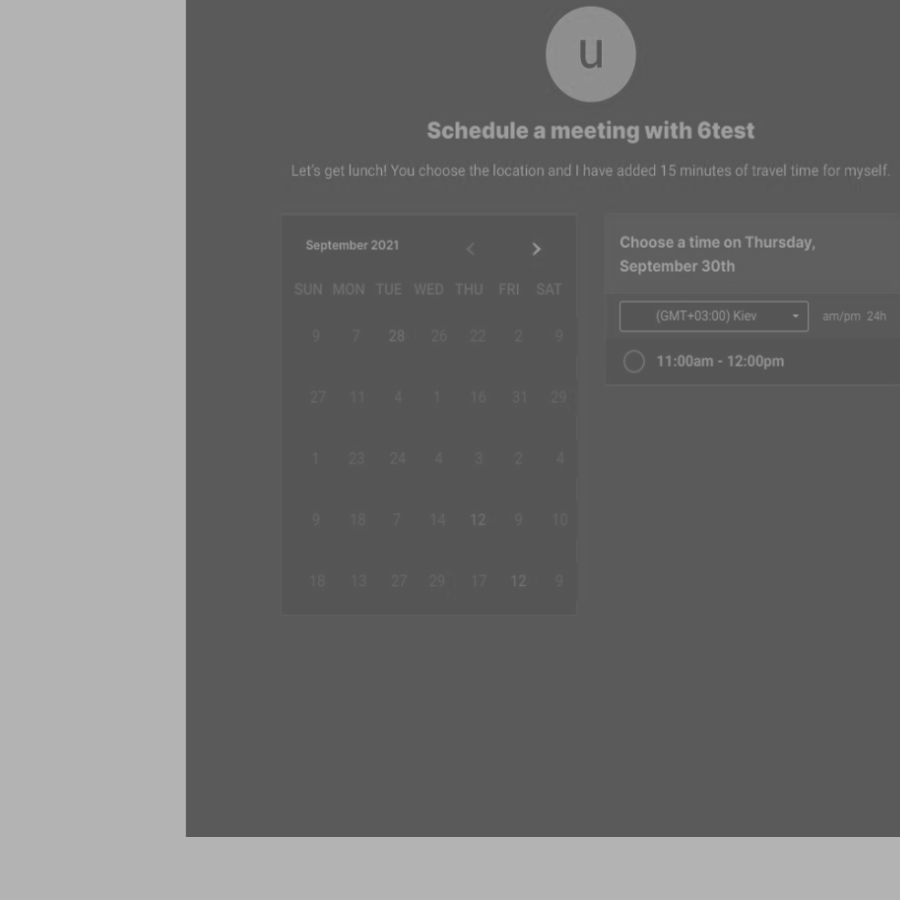 u
Schedule a meeting with 6test
Let's get lunch! You choose the location and I have added 15 minutes of travel time for myself.
September 2021
SUN MON TUE WED THU FRI SAT
9 7 28 26 22 2 9
27 11 4 1 16 31 29
1 23 24 4 3 2 4
9 18 7 14 12 9 10
18 13 27 29 17 12 9
Choose a time on Thursday,
September 30th
(GMT+03:00) Kiev am/pm 24h
11:00am - 12:00pm